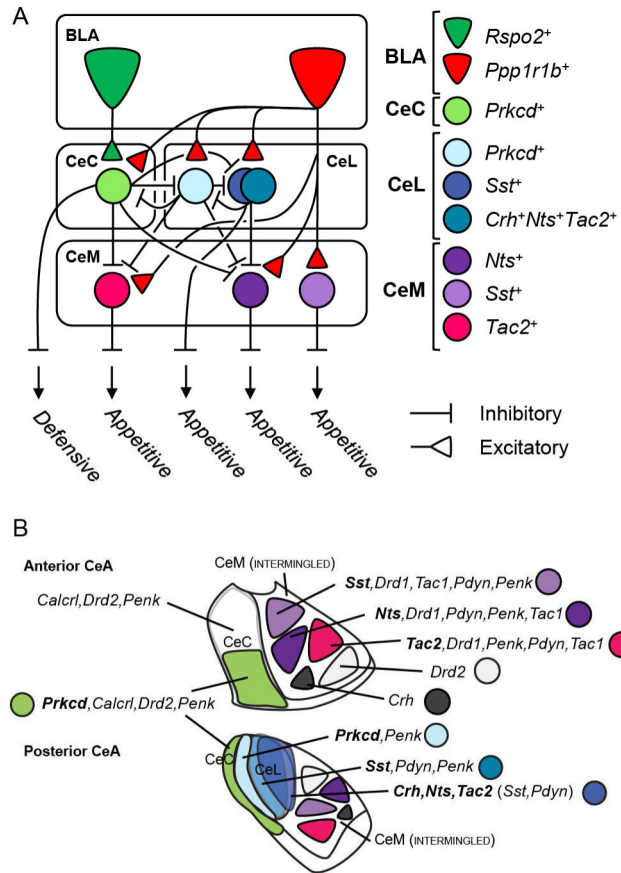 A
BLA
CeC
CeL
CeM
Defensive
Appetitive
Appetitive
Appetitive
Appetitive
BLA
Rspo2+
Ppp1r1b+
CeC
Prkcd+
CeL
Prkcd+
Sst+
Crh+Nts+Tac2+
CeM
Nts+
Sst+
Tac2+
Inhibitory
Excitatory
B
Anterior CeA
CeM (INTERMINGLED)
Calcrl,Drd2,Penk
CeC
Sst,Drd1,Tac1,Pdyn,Penk
Nts,Drd1,Pdyn,Penk,Tac1
Tac2,Drd1,Penk,Pdyn,Tac1
Drd2
Crh
Prkcd,Calcrl,Drd2,Penk
Posterior CeA
CeC
CeL
Prkcd,Penk
Sst,Pdyn,Penk
Crh,Nts,Tac2 (Sst,Pdyn)
CeM (INTERMINGLED)